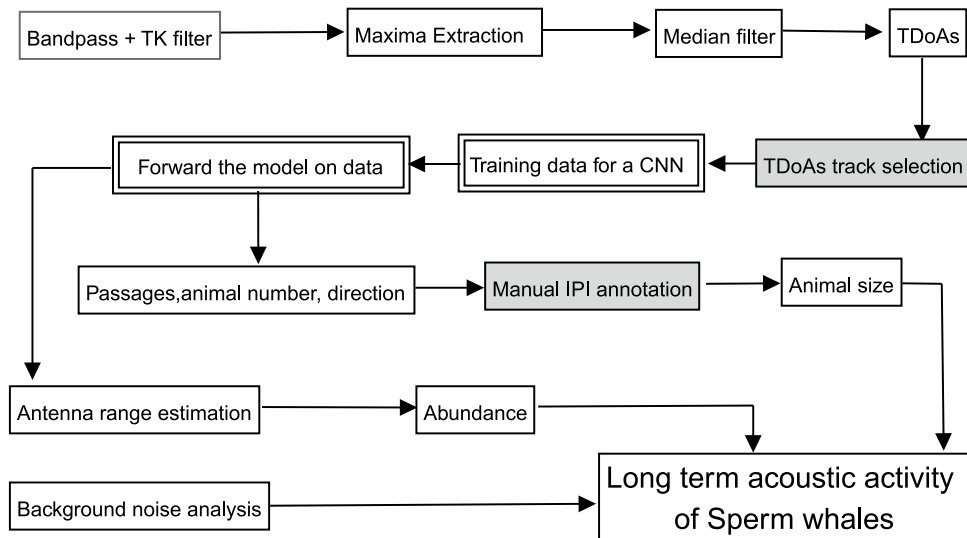 Bandpass + TK filter
Maxima Extraction
Median filter
TDoAs
TDoAs track selection
Training data for a CNN
Forward the model on data
Passages,animal number, direction
Manual IPI annotation
Animal size
Antenna range estimation
Abundance
Background noise analysis
Long term acoustic activity
of Sperm whales